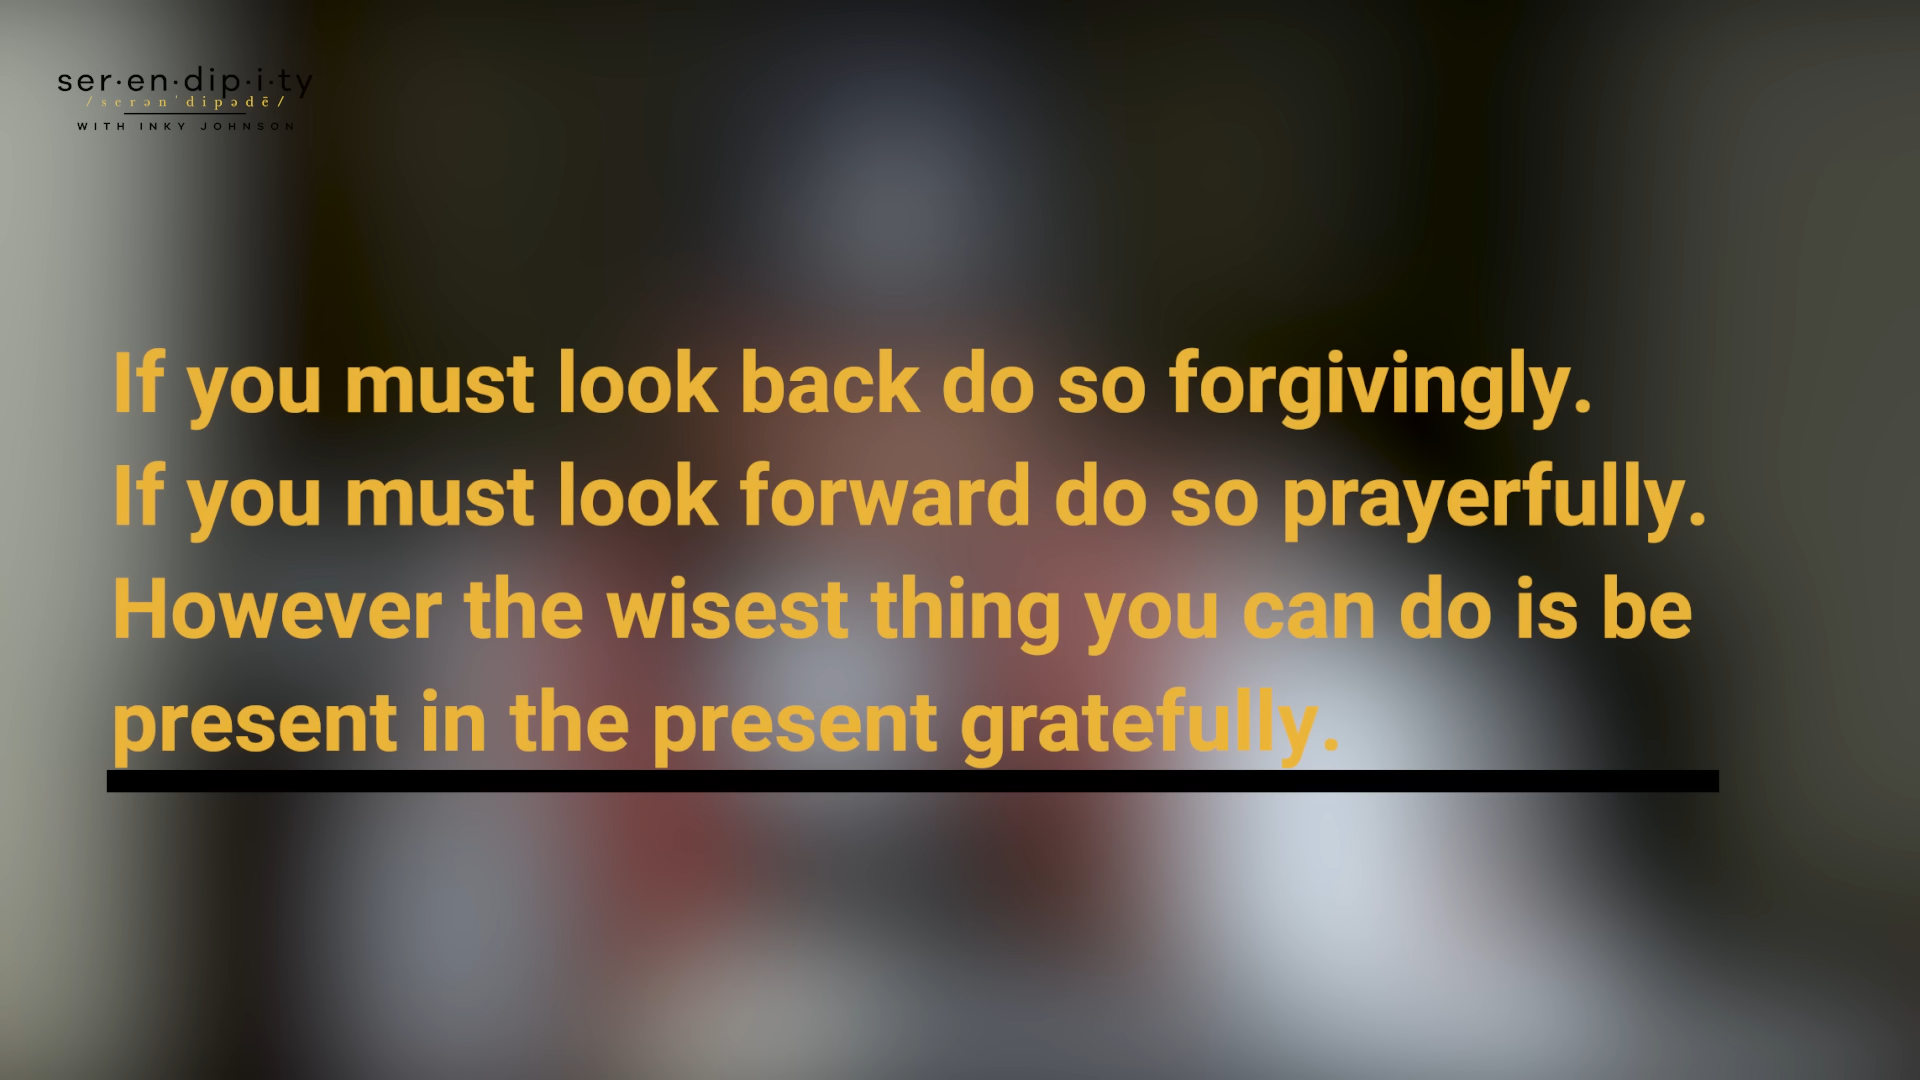 ser·en·dip·i·ty
/serənˈdipədē/
WITH INKY JOHNSON
If you must look back do so forgivingly.
If you must look forward do so prayerfully.
However the wisest thing you can do is be
present in the present gratefully.